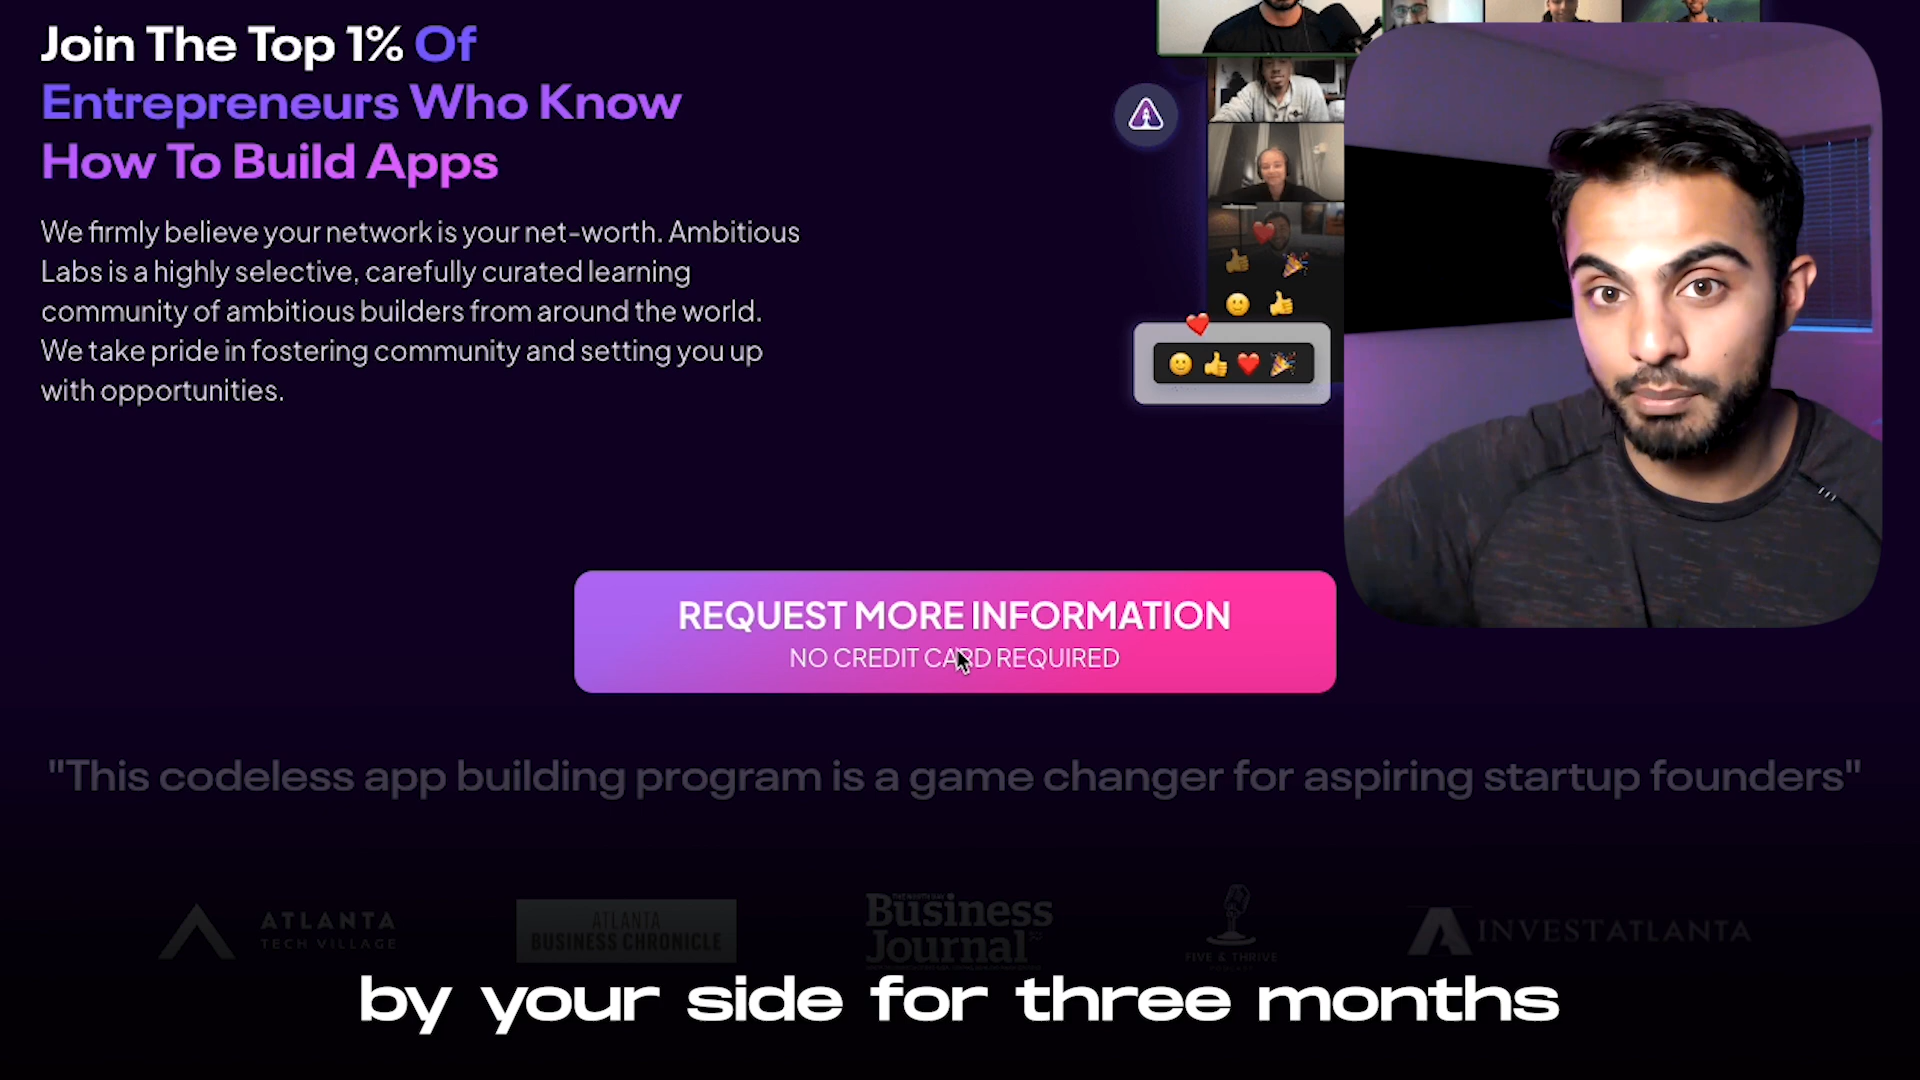 Join The Top 1% Of
Entrepreneurs Who Know
How To Build Apps
We firmly believe your network is your net-worth. Ambitious
Labs is a highly selective, carefully curated learning
community of ambitious builders from around the world.
We take pride in fostering community and setting you up
with opportunities.
REQUEST MORE INFORMATION
NO CREDIT CARD REQUIRED
"This codeless app building program is a game changer for aspiring startup founders"
ATLANTA
TECH VILLAGE
ATLANTA
BUSINESS CHRONICLE
Business
Journal
FIVE & THRIVE
INVESTATLANTA
by your side for three months